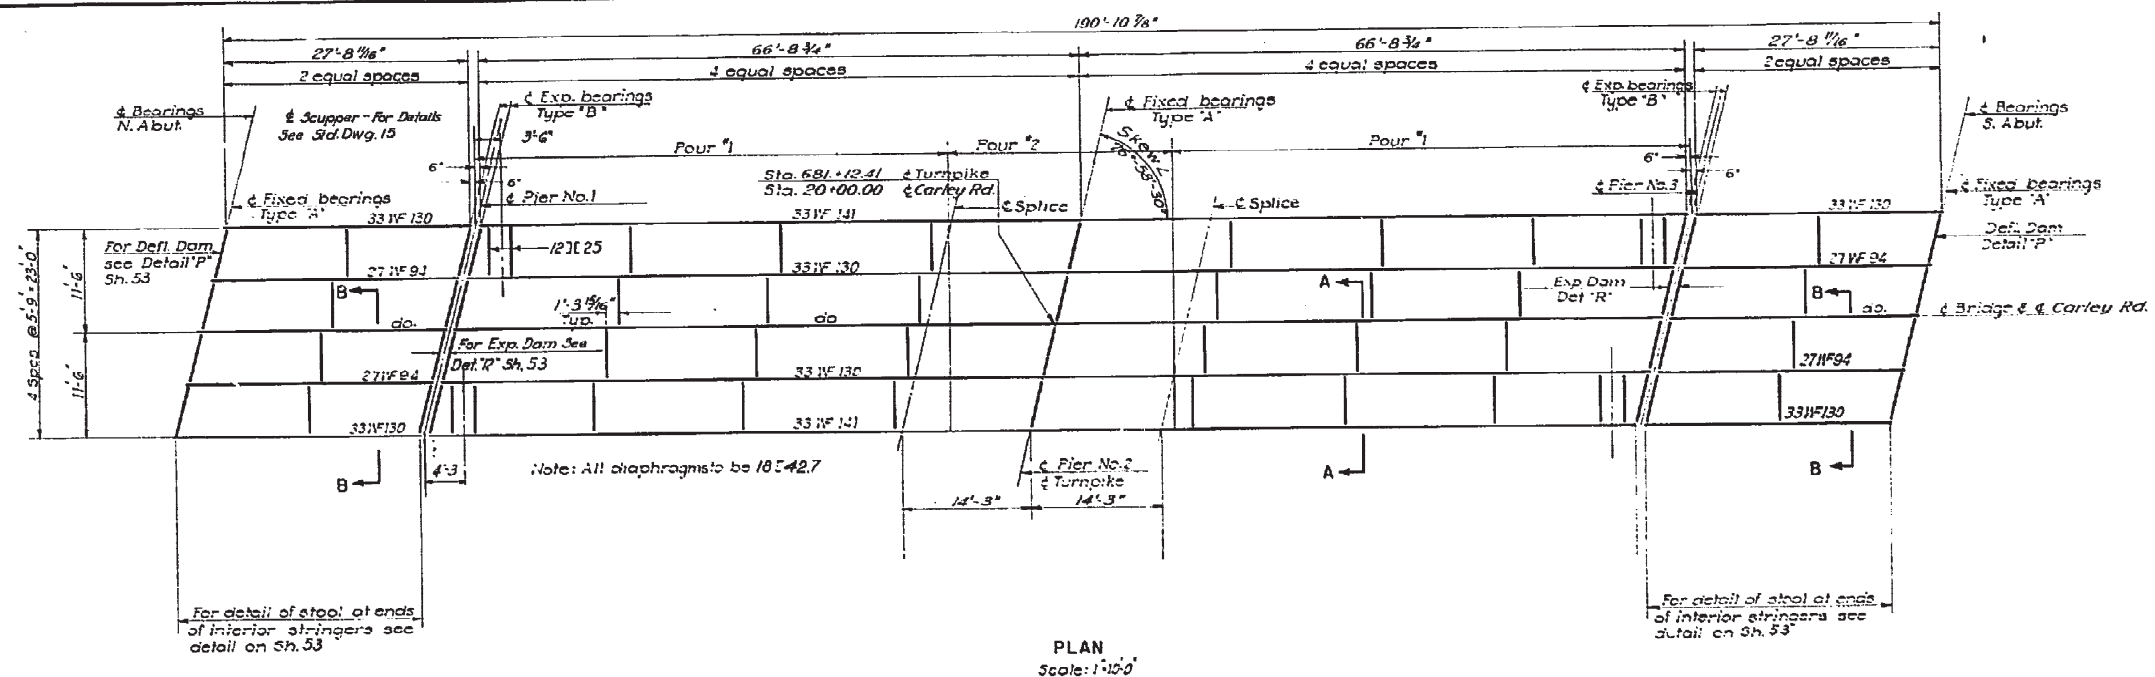 190'-10 7/8"
27'-8 11/16"
66'-8 3/4"
66'-8 3/4"
27'-8 11/16"
2 equal spaces
4 equal spaces
4 equal spaces
2 equal spaces
℄ Bearings
N. Abut.
℄ Scupper-For Details
See Std. Dwg. 15
℄ Exp. bearings
Type "B"
3'-6"
℄ Fixed bearings
Type "A"
℄ Exp. bearings
Type "B"
℄ Bearings
S. Abut.
Pour #1
Pour #2
Pour #1
Skew ∠
76°-58'-30"
6"
6"
6"
6"
Sta. 681+12.41 ℄ Turnpike
Sta. 20+00.00 ℄ Carley Rd.
℄ Fixed bearings
Type "A"
℄ Pier No. 1
℄ Splice
℄ Splice
℄ Pier No. 3
℄ Fixed bearings
Type "A"
33 WF 130
33 WF 141
33 WF 130
For Defl. Dam
see Detail "P"
Sh. 53
12 [ 25
Defl. Dam
Detail "P"
27 WF 94
33 WF 130
27 WF 94
4 Spcn @ 5'-9" = 23'-0"
11'-6"
11'-6"
B
1'-3 15/16"
Typ.
A
Exp. Dam
Det "R"
B
do.
do
do.
℄ Bridge & ℄ Carley Rd.
For Exp. Dam See
Det. "R" Sh. 53
27 WF 94
33 WF 130
27 WF 94
33 WF 130
33 WF 141
33 WF 130
B
4'-3
Note: All diaphragms to be 18 [ 42.7
℄ Pier No. 2
℄ Turnpike
A
B
14'-3"
14'-3"
For detail of stool at ends
of interior stringers see
detail on Sh. 53
For detail of stool at ends
of interior stringers see
detail on Sh. 53
PLAN
Scale: 1"=10'-0"